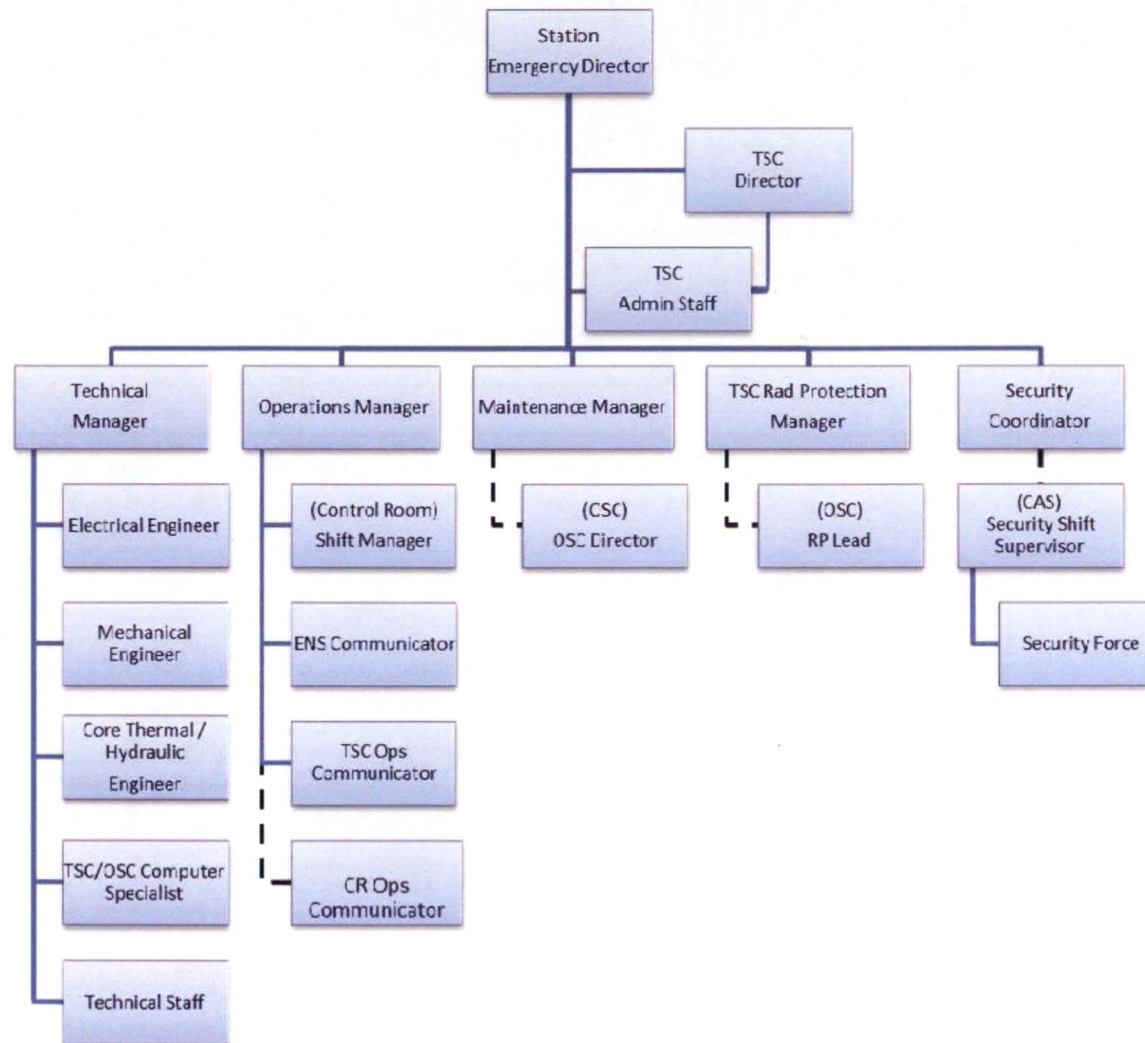 Station
Emergency Director
TSC
Director
TSC
Admin Staff
Technical
Manager
Operations Manager
Maintenance Manager
TSC Rad Protection
Manager
Security
Coordinator
Electrical Engineer
(Control Room)
Shift Manager
(CSC)
OSC Director
(OSC)
RP Lead
(CAS)
Security Shift
Supervisor
Mechanical
Engineer
ENS Communicator
Security Force
Core Thermal /
Hydraulic
Engineer
TSC Ops
Communicator
TSC/OSC Computer
Specialist
CR Ops
Communicator
Technical Staff